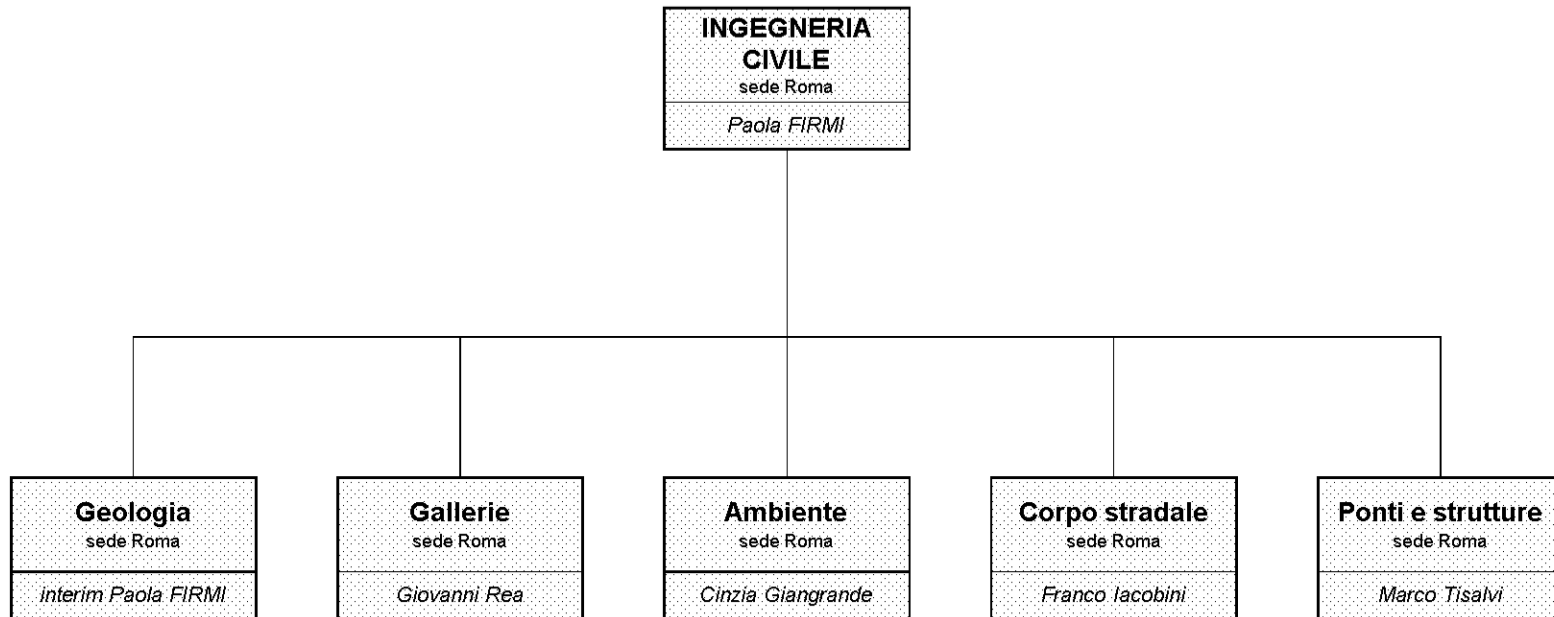 INGEGNERIA
CIVILE
sede Roma
Paola FIRMI
Geologia
sede Roma
interim Paola FIRMI
Gallerie
sede Roma
Giovanni Rea
Ambiente
sede Roma
Cinzia Giangrande
Corpo stradale
sede Roma
Franco Iacobini
Ponti e strutture
sede Roma
Marco Tisalvi